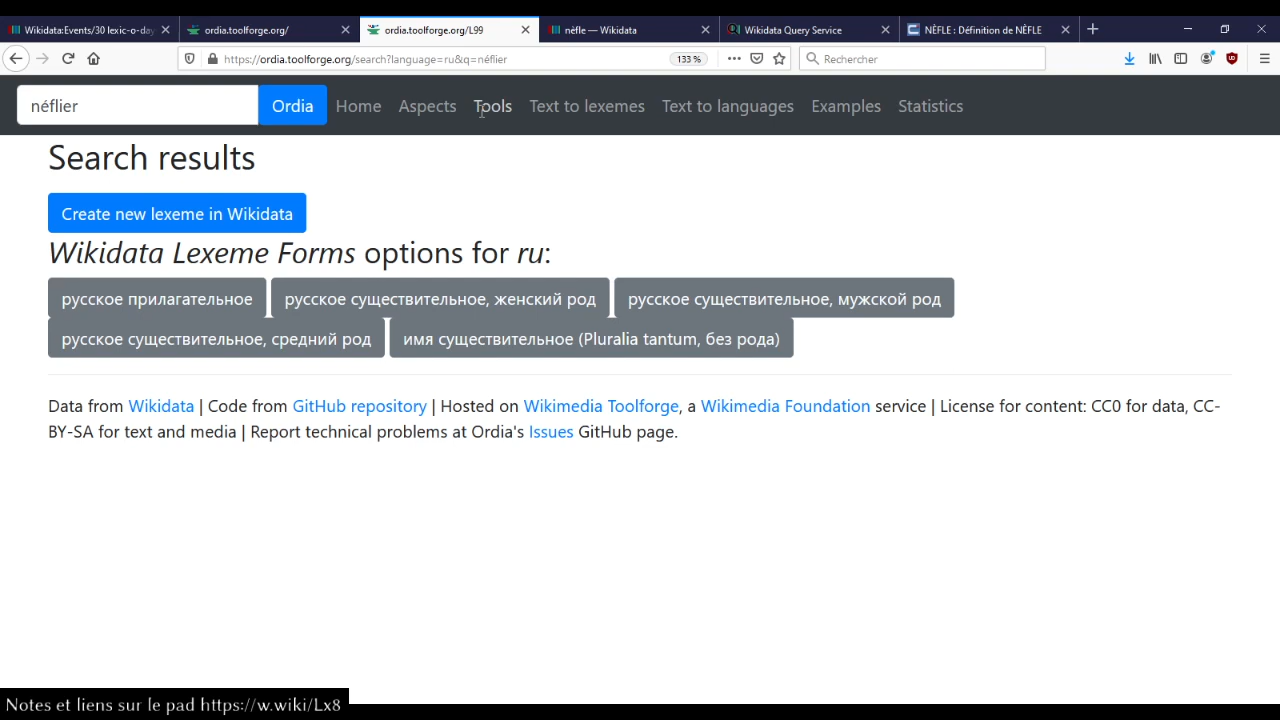 Wikidata:Events/30 lexic-o-day
ordia.toolforge.org/
ordia.toolforge.org/L99
nèfle — Wikidata
Wikidata Query Service
NÈFLE : Définition de NÈFLE
https://ordia.toolforge.org/search?language=ru&q=néflier
133 %
Rechercher
néflier
Ordia
Home
Aspects
Tools
Text to lexemes
Text to languages
Examples
Statistics
Search results
Create new lexeme in Wikidata
Wikidata Lexeme Forms options for ru:
русское прилагательное
русское существительное, женский род
русское существительное, мужской род
русское существительное, средний род
имя существительное (Pluralia tantum, без рода)
Data from Wikidata | Code from GitHub repository | Hosted on Wikimedia Toolforge, a Wikimedia Foundation service | License for content: CC0 for data, CC-
BY-SA for text and media | Report technical problems at Ordia's Issues GitHub page.
Notes et liens sur le pad https://w.wiki/Lx8